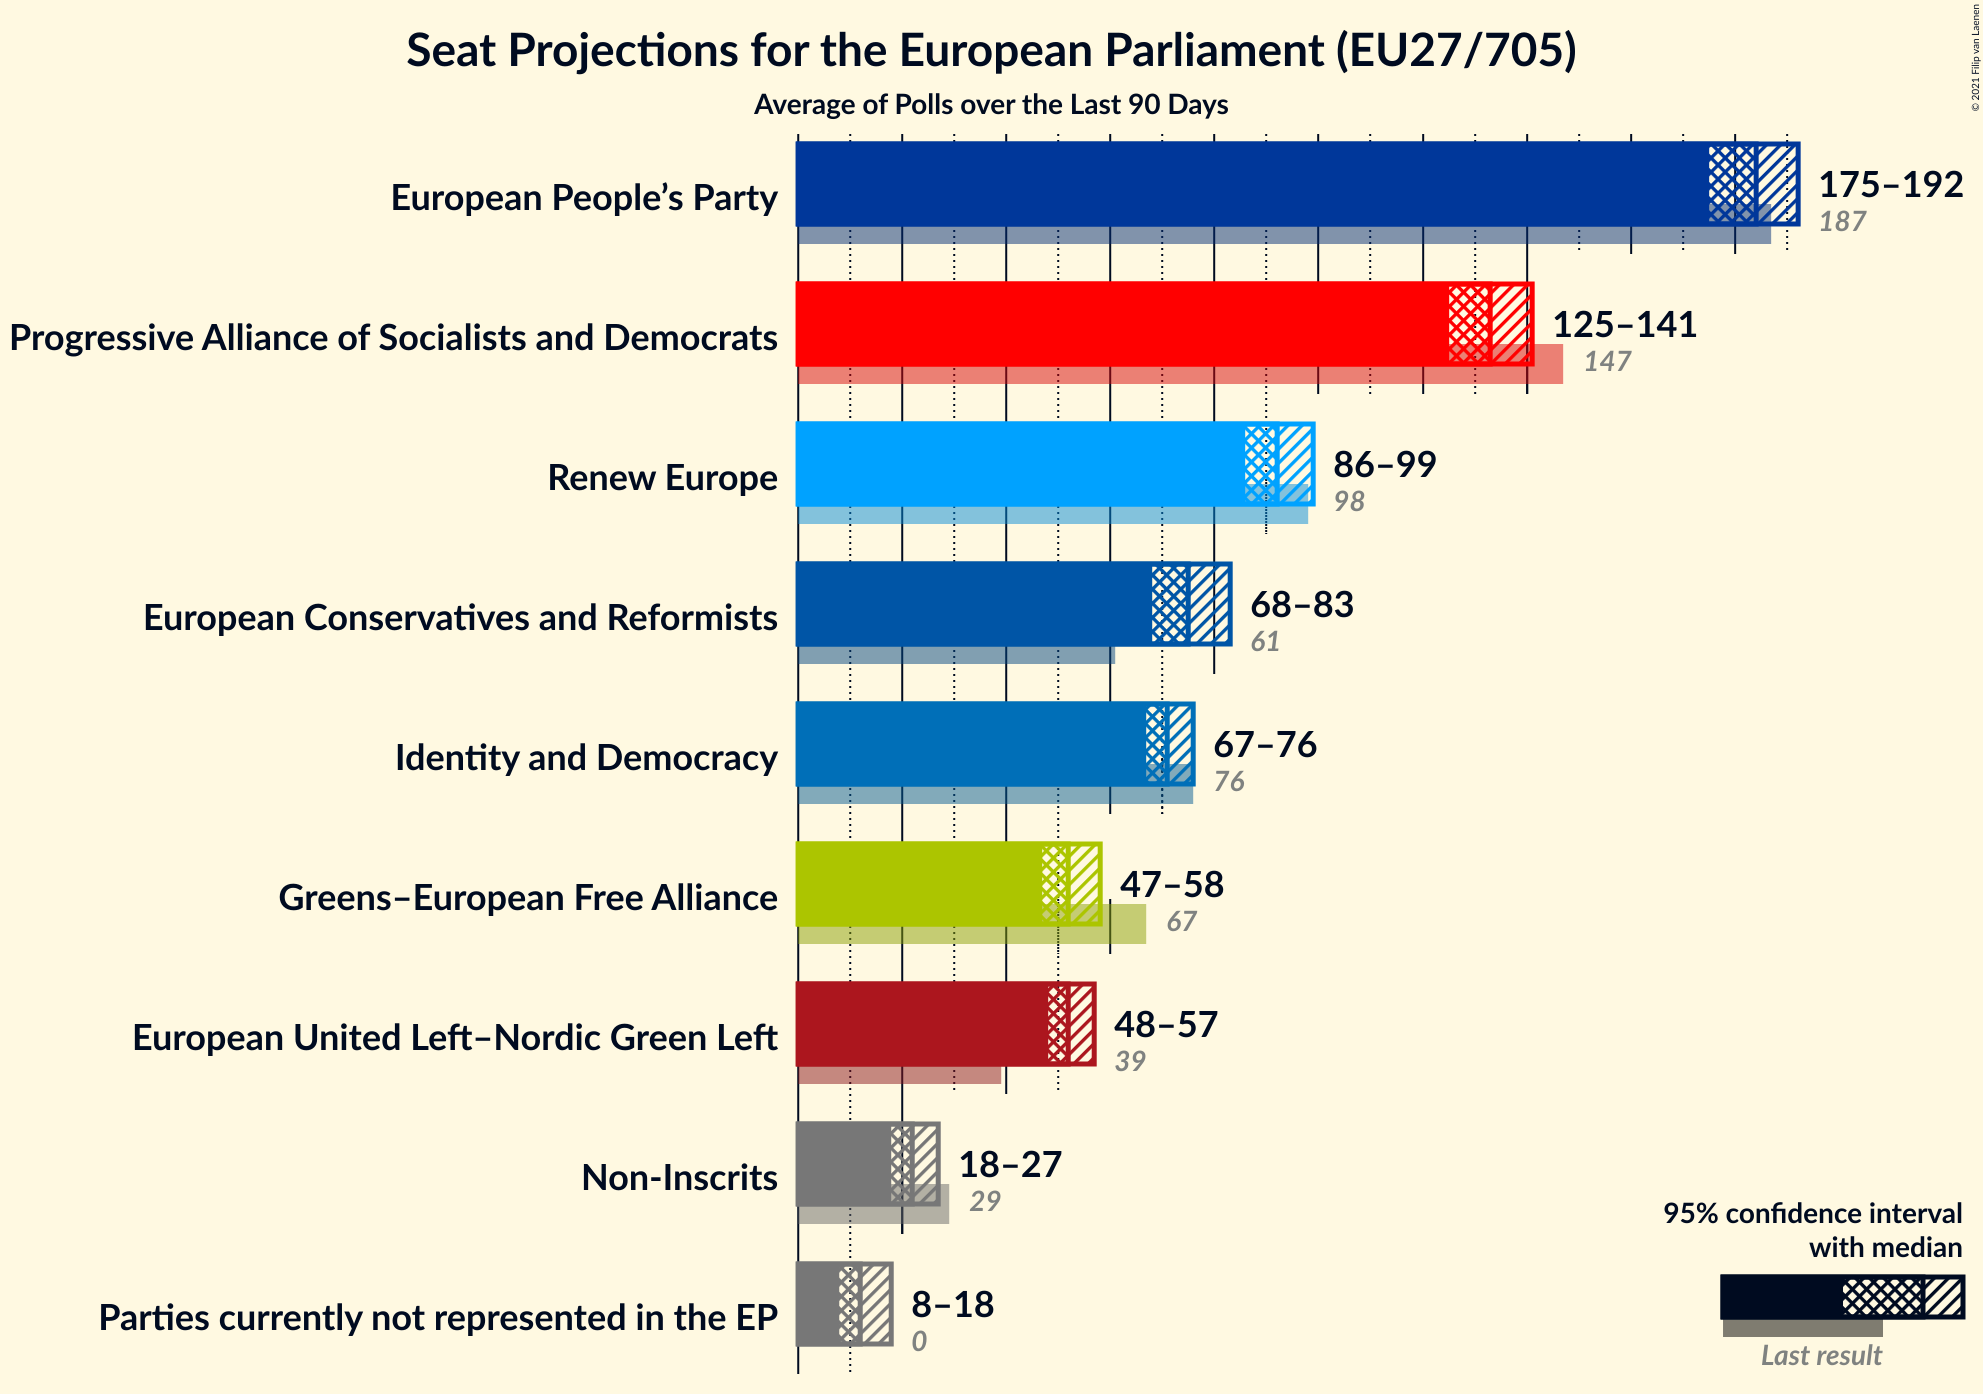 Seat Projections for the European Parliament (EU27/705)
Average of Polls over the Last 90 Days
© 2021 Filip van Laenen
European People’s Party
175–192
187
Progressive Alliance of Socialists and Democrats
125–141
147
Renew Europe
86–99
98
European Conservatives and Reformists
68–83
61
Identity and Democracy
67–76
76
Greens–European Free Alliance
47–58
67
European United Left–Nordic Green Left
48–57
39
Non-Inscrits
18–27
29
Parties currently not represented in the EP
8–18
0
95% confidence interval
with median
Last result